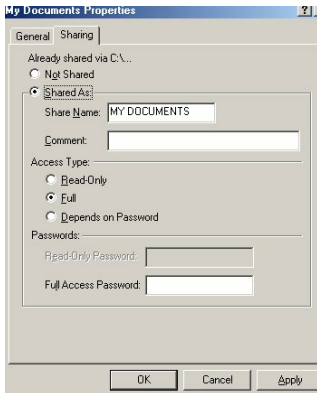 My Documents Properties
General Sharing
Already shared via C:\...
Not Shared
Shared As:
Share Name: MY DOCUMENTS
Comment:
Access Type:
Read-Only
Full
Depends on Password
Passwords:
Read-Only Password:
Full Access Password:
OK Cancel Apply